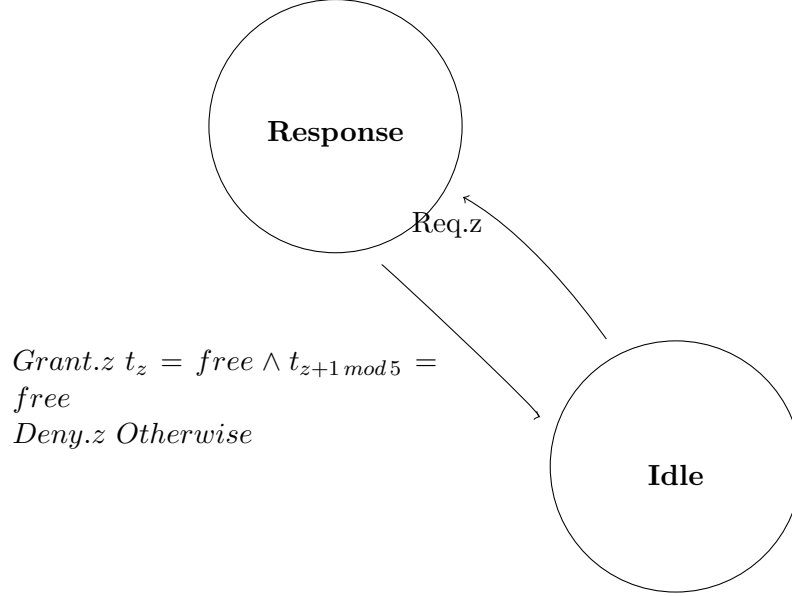 Response
Req.z
Grant.z t_z = free ∧ t_{z+1 mod 5} =
free
Deny.z Otherwise
Idle